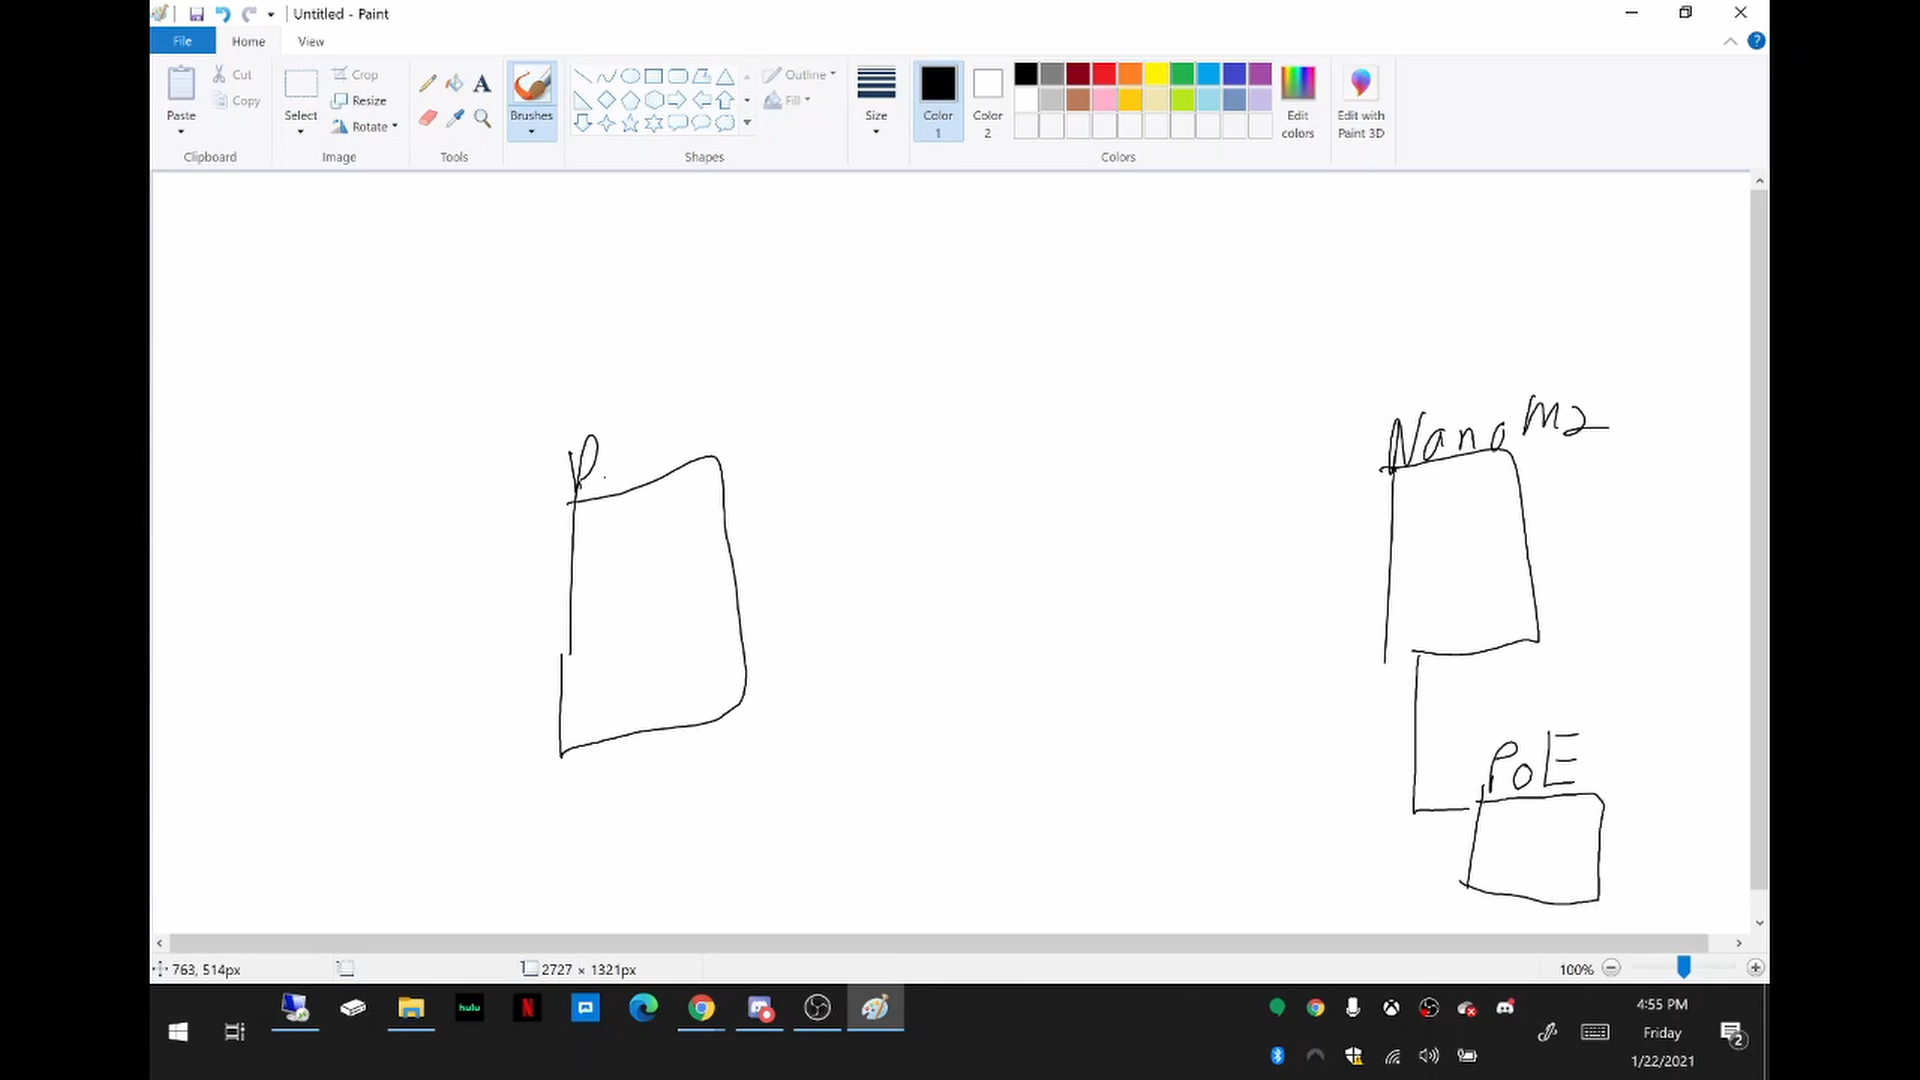 Untitled - Paint
File Home View
Paste
Clipboard
Cut
Copy
Select
Crop
Resize
Rotate
Image
Tools
Brushes
Shapes
Outline
Fill
Size
Color 1
Color 2
Edit colors
Edit with Paint 3D
Colors
Nano M2
P.
PoE
763, 514px
2727 × 1321px
100%
hulu
N
4:55 PM
Friday
1/22/2021
2